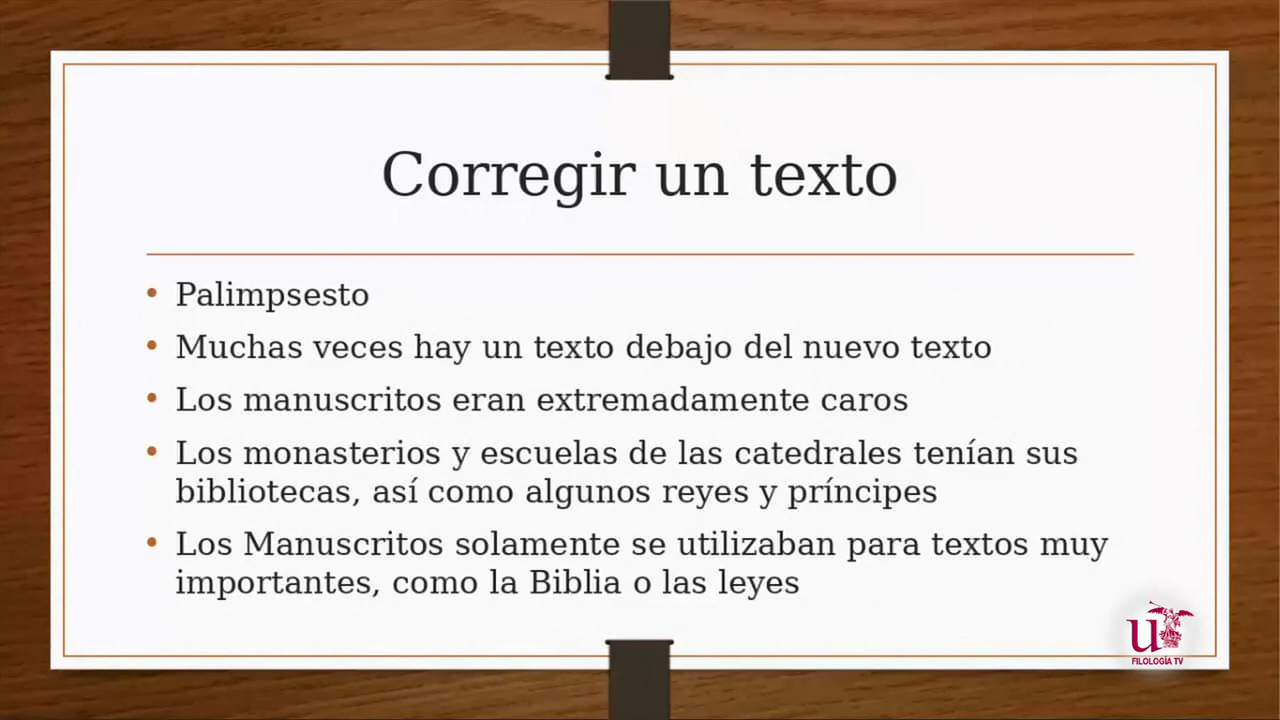 Corregir un texto
• Palimpsesto
• Muchas veces hay un texto debajo del nuevo texto
• Los manuscritos eran extremadamente caros
• Los monasterios y escuelas de las catedrales tenían sus
bibliotecas, así como algunos reyes y príncipes
• Los Manuscritos solamente se utilizaban para textos muy
importantes, como la Biblia o las leyes
u
FILOLOGÍA TV